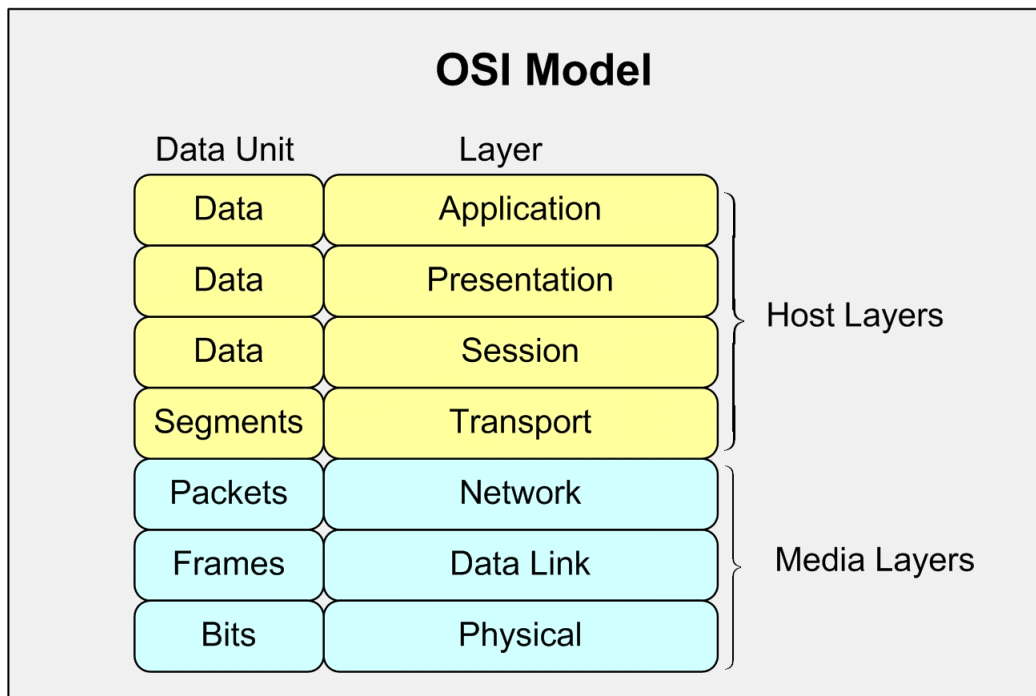 OSI Model
Data Unit Layer
Data Application
Data Presentation
Data Session
Segments Transport
Host Layers
Packets Network
Frames Data Link
Bits Physical
Media Layers